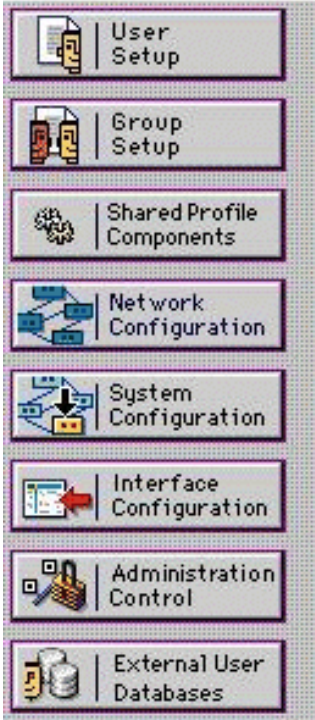 User
Setup
Group
Setup
Shared Profile
Components
Network
Configuration
System
Configuration
Interface
Configuration
Administration
Control
External User
Databases